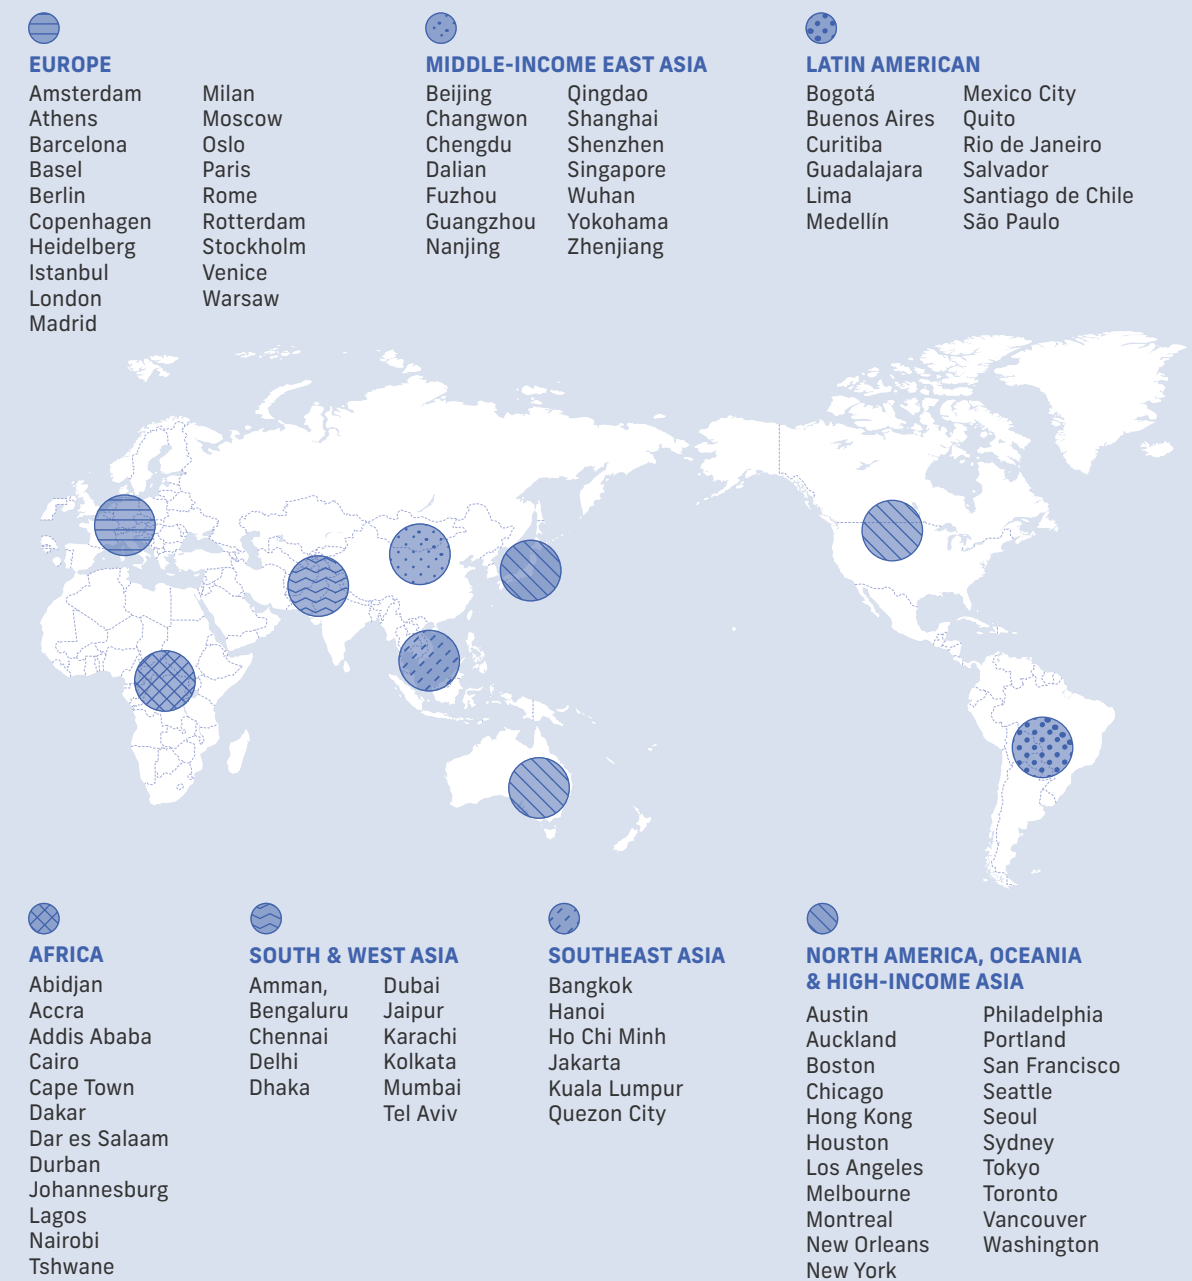 EUROPE
Amsterdam
Athens
Barcelona
Basel
Berlin
Copenhagen
Heidelberg
Istanbul
London
Madrid
Milan
Moscow
Oslo
Paris
Rome
Rotterdam
Stockholm
Venice
Warsaw
MIDDLE-INCOME EAST ASIA
Beijing
Changwon
Chengdu
Dalian
Fuzhou
Guangzhou
Nanjing
Qingdao
Shanghai
Shenzhen
Singapore
Wuhan
Yokohama
Zhenjiang
LATIN AMERICAN
Bogotá
Buenos Aires
Curitiba
Guadalajara
Lima
Medellín
Mexico City
Quito
Rio de Janeiro
Salvador
Santiago de Chile
São Paulo
AFRICA
Abidjan
Accra
Addis Ababa
Cairo
Cape Town
Dakar
Dar es Salaam
Durban
Johannesburg
Lagos
Nairobi
Tshwane
SOUTH & WEST ASIA
Amman,
Bengaluru
Chennai
Delhi
Dhaka
Dubai
Jaipur
Karachi
Kolkata
Mumbai
Tel Aviv
SOUTHEAST ASIA
Bangkok
Hanoi
Ho Chi Minh
Jakarta
Kuala Lumpur
Quezon City
NORTH AMERICA, OCEANIA
& HIGH-INCOME ASIA
Austin
Auckland
Boston
Chicago
Hong Kong
Houston
Los Angeles
Melbourne
Montreal
New Orleans
New York
Philadelphia
Portland
San Francisco
Seattle
Seoul
Sydney
Tokyo
Toronto
Vancouver
Washington